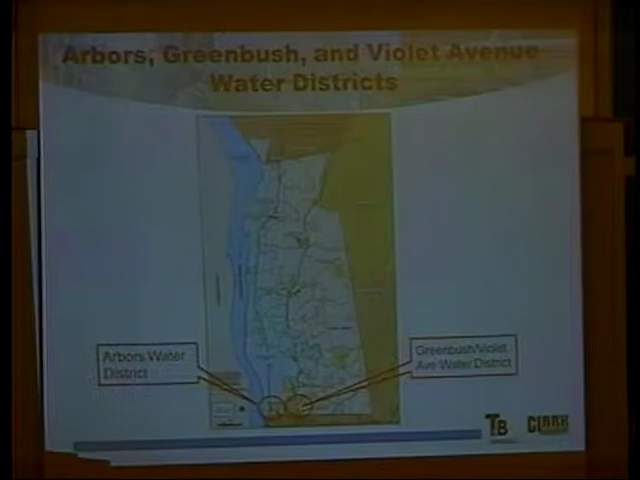 Arbors, Greenbush, and Violet Avenue
Water Districts
Arbors Water
District
Greenbush/Violet
Ave Water District
TB
CLARK